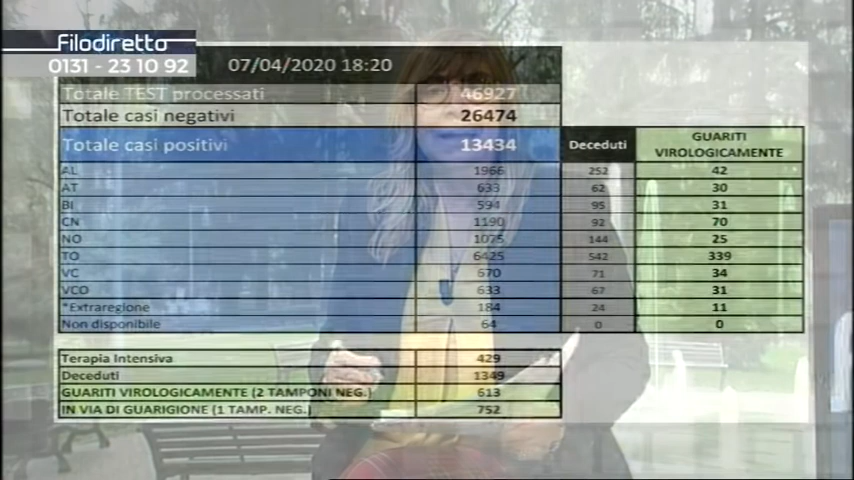 Filodiretto
0131 - 23 10 92
07/04/2020 18:20
Totale TEST processati 46927
Totale casi negativi 26474
Totale casi positivi 13434 Deceduti GUARITI VIROLOGICAMENTE
AL 1966 252 42
AT 633 62 30
BI 594 95 31
CN 1190 92 70
NO 1075 144 25
TO 6425 542 339
VC 670 71 34
VCO 633 67 31
*Extraregione 184 24 11
Non disponibile 64 0 0
Terapia Intensiva 429
Deceduti 1349
GUARITI VIROLOGICAMENTE (2 TAMPONI NEG.) 613
IN VIA DI GUARIGIONE (1 TAMP. NEG.) 752